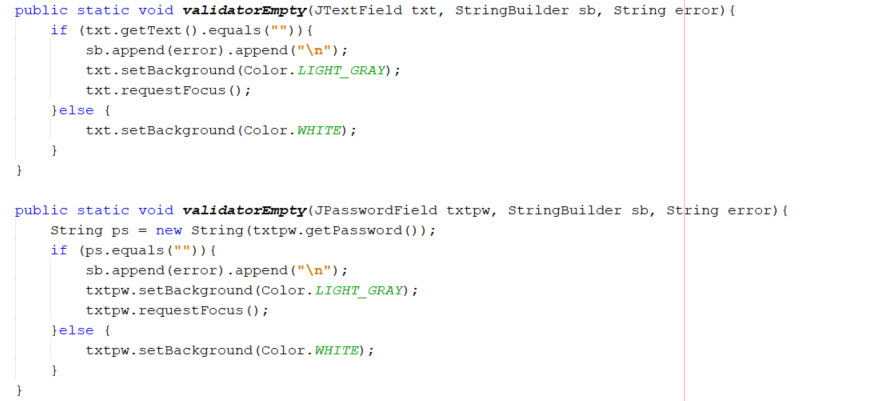 public static void validatorEmpty(JTextField txt, StringBuilder sb, String error){
if (txt.getText().equals("")){
sb.append(error).append("\n");
txt.setBackground(Color.LIGHT_GRAY);
txt.requestFocus();
}else {
txt.setBackground(Color.WHITE);
}
}
public static void validatorEmpty(JPasswordField txtpw, StringBuilder sb, String error){
String ps = new String(txtpw.getPassword());
if (ps.equals("")){
sb.append(error).append("\n");
txtpw.setBackground(Color.LIGHT_GRAY);
txtpw.requestFocus();
}else {
txtpw.setBackground(Color.WHITE);
}
}